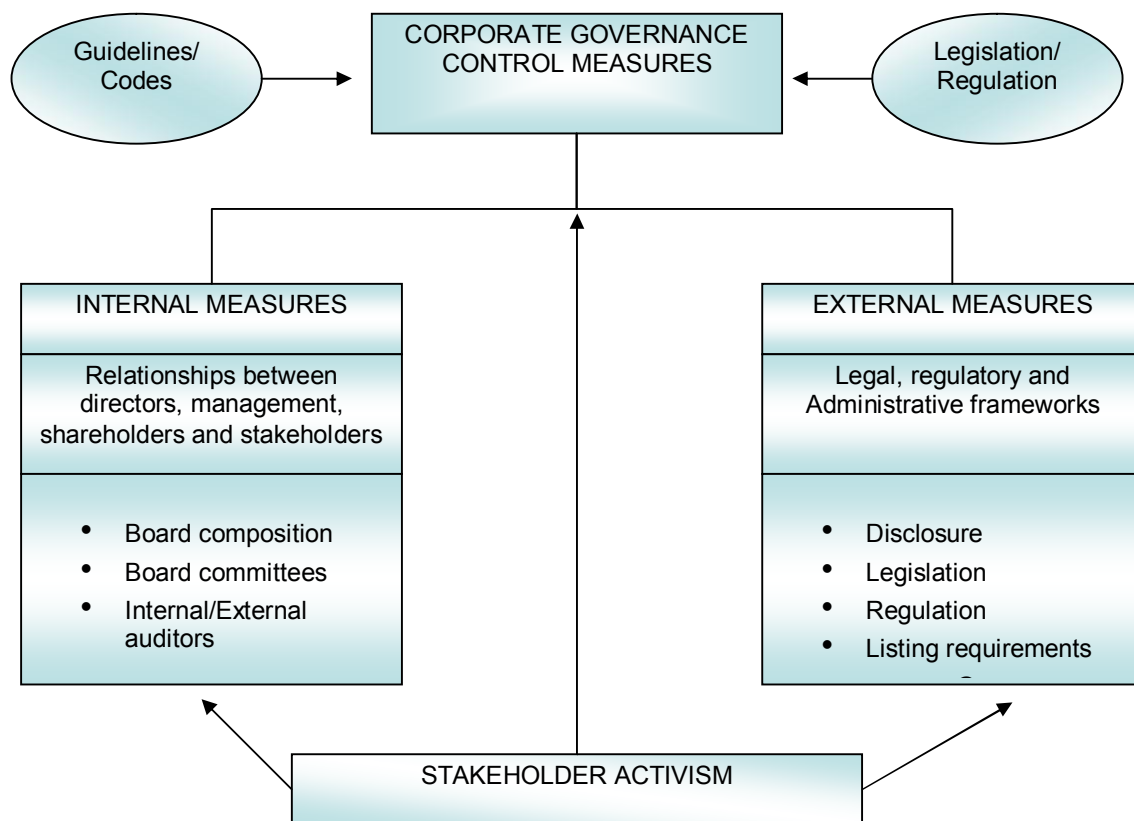 Guidelines/
Codes
CORPORATE GOVERNANCE
CONTROL MEASURES
Legislation/
Regulation
INTERNAL MEASURES
Relationships between
directors, management,
shareholders and stakeholders
• Board composition
• Board committees
• Internal/External
auditors
EXTERNAL MEASURES
Legal, regulatory and
Administrative frameworks
• Disclosure
• Legislation
• Regulation
• Listing requirements
STAKEHOLDER ACTIVISM